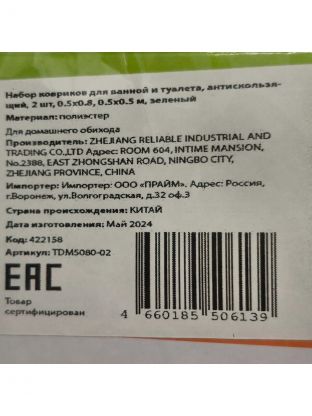 Набор ковриков для ванной и туалета, антискользя-
щий, 2 шт, 0.5х0.8, 0.5х0.5 м, зеленый
Материал: полиэстер
Для домашнего обихода
Производитель: ZHEJIANG RELIABLE INDUSTRIAL AND
TRADING CO.,LTD Адрес: ROOM 604, INTIME MANSION,
No.2388, EAST ZHONGSHAN ROAD, NINGBO CITY,
ZHEJIANG PROVINCE, CHINA
Импортер: Импортер: ООО «ПРАЙМ». Адрес: Россия,
г.Воронеж, ул.Волгоградская, д.32 оф.3
Страна происхождения: КИТАЙ
Дата изготовления: Май 2024
Код: 422158
Артикул: TDM5080-02
ЕАС
Товар
сертифицирован
4 660185 506139